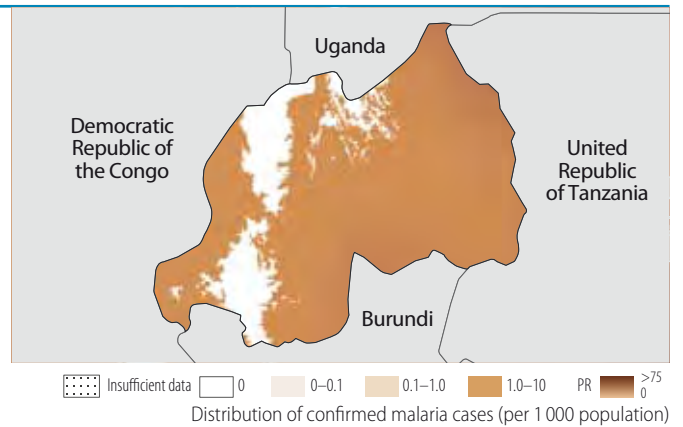 Uganda
Democratic
Republic of
the Congo
United
Republic
of Tanzania
Burundi
Insufficient data 0 0–0.1 0.1–1.0 1.0–10 PR >75
0
Distribution of confirmed malaria cases (per 1 000 population)